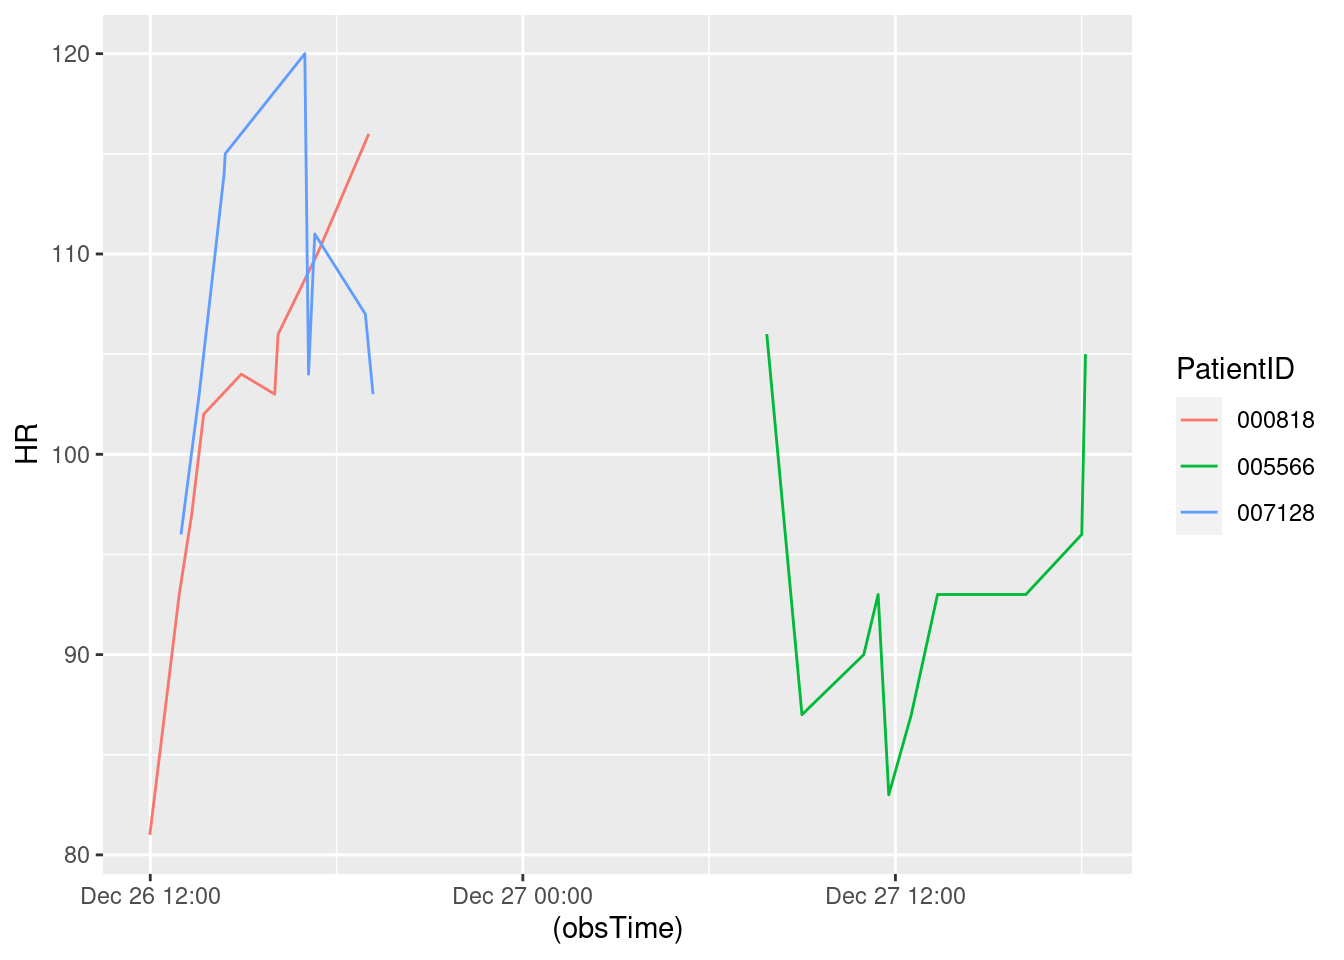 120
110
100
90
80
HR
Dec 26 12:00
Dec 27 00:00
Dec 27 12:00
(obsTime)
PatientID
000818
005566
007128